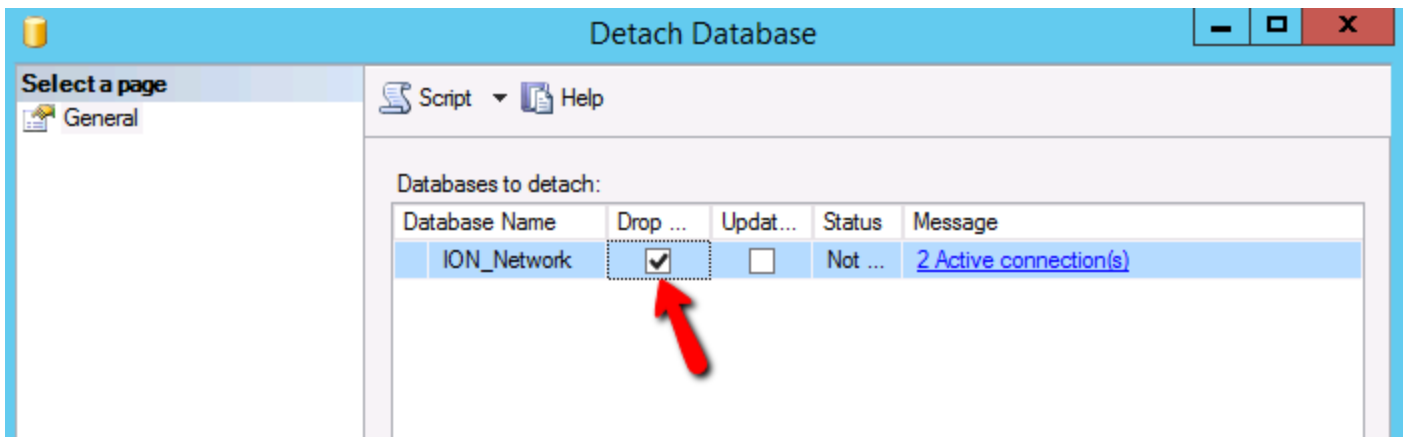 Detach Database
Select a page
General
Script Help
Databases to detach:
Database Name Drop ... Updat... Status Message
ION_Network Not ... 2 Active connection(s)